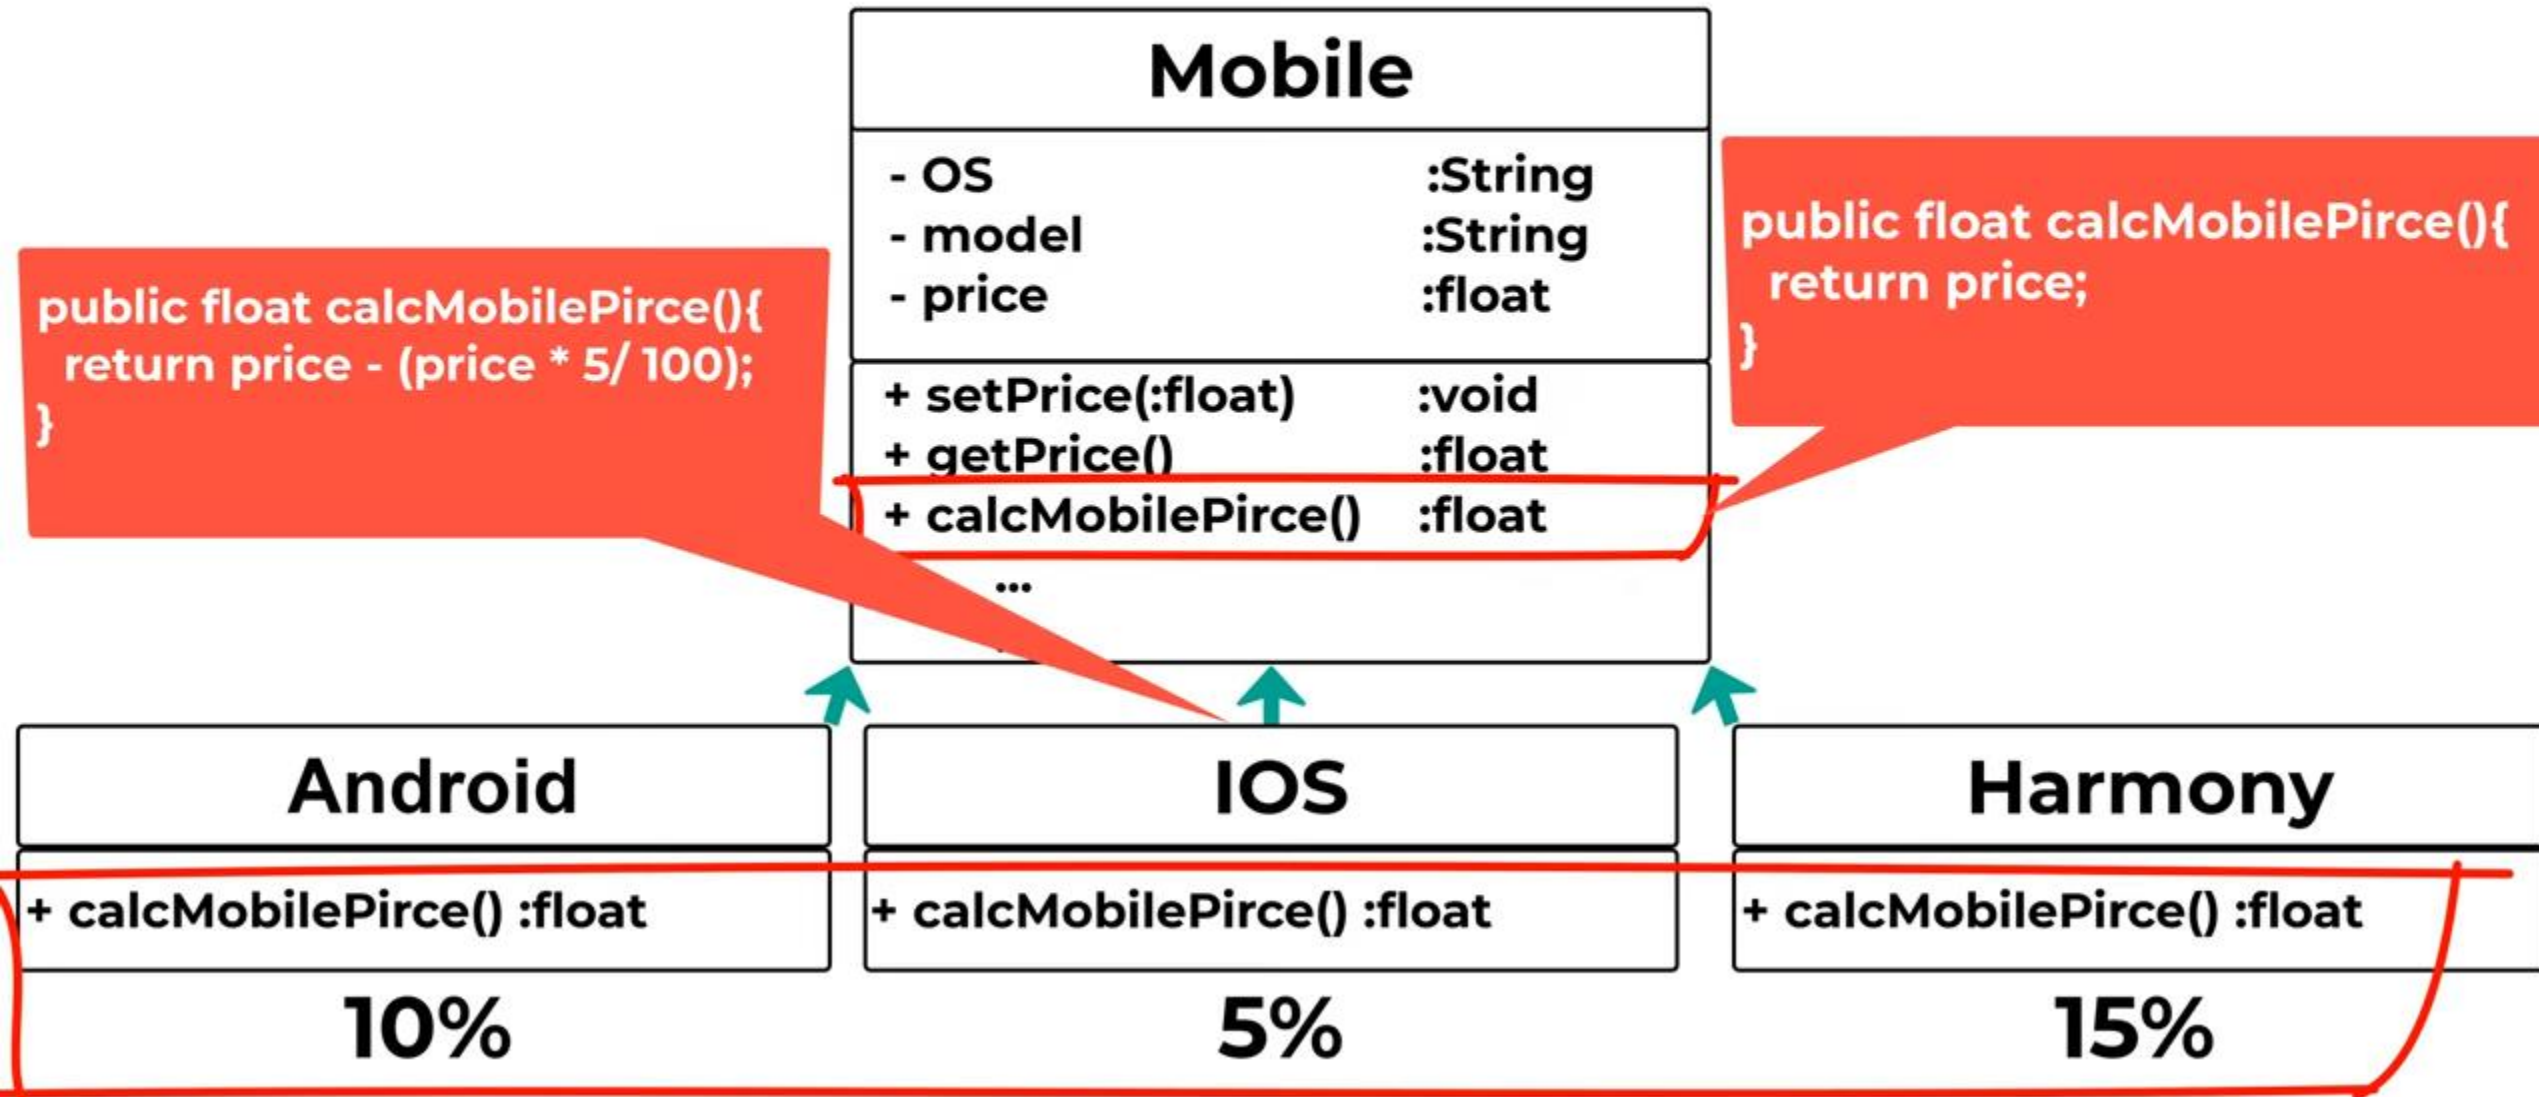 Mobile
- OS :String
- model :String
- price :float
+ setPrice(:float) :void
+ getPrice() :float
+ calcMobilePirce() :float
...
public float calcMobilePirce(){
return price - (price * 5/ 100);
}
public float calcMobilePirce(){
return price;
}
Android
+ calcMobilePirce() :float
10%
IOS
+ calcMobilePirce() :float
5%
Harmony
+ calcMobilePirce() :float
15%